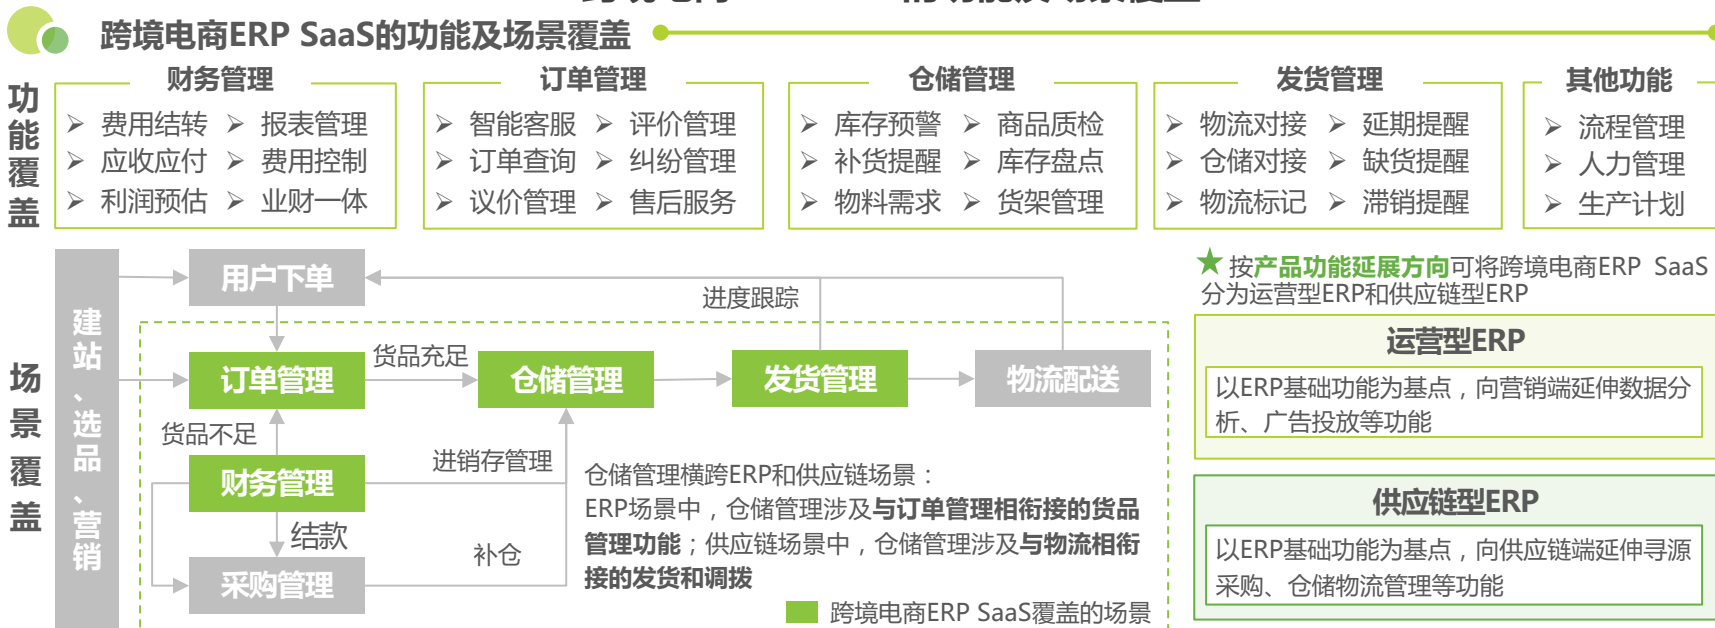 跨境电商ERP SaaS的功能及场景覆盖
功能覆盖
财务管理
费用结转 报表管理
应收应付 费用控制
利润预估 业财一体
订单管理
智能客服 评价管理
订单查询 纠纷管理
议价管理 售后服务
仓储管理
库存预警 商品质检
补货提醒 库存盘点
物料需求 货架管理
发货管理
物流对接 延期提醒
仓储对接 缺货提醒
物流标记 滞销提醒
其他功能
流程管理
人力管理
生产计划
场景覆盖
建站、选品、营销
用户下单
进度跟踪
订单管理
货品充足
仓储管理
发货管理
物流配送
货品不足
财务管理
进销存管理
结款
采购管理
补仓
仓储管理横跨ERP和供应链场景：
ERP场景中，仓储管理涉及与订单管理相衔接的货品
管理功能；供应链场景中，仓储管理涉及与物流相衔
接的发货和调拨
跨境电商ERP SaaS覆盖的场景
★按产品功能延展方向可将跨境电商ERP SaaS
分为运营型ERP和供应链型ERP
运营型ERP
以ERP基础功能为基点，向营销端延伸数据分
析、广告投放等功能
供应链型ERP
以ERP基础功能为基点，向供应链端延伸寻源
采购、仓储物流管理等功能